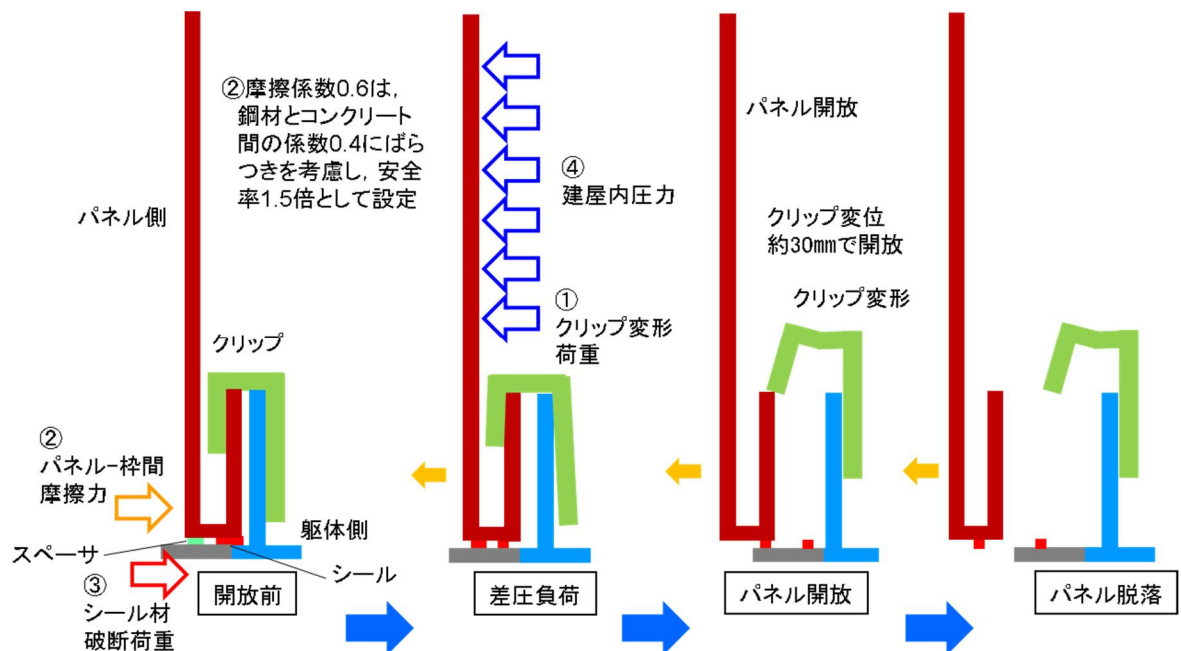 ②摩擦係数0.6は,
鋼材とコンクリート
間の係数0.4にばら
つきを考慮し,安全
率1.5倍として設定
パネル側
クリップ
②
パネル-枠間
摩擦力
スペーサ
③
シール材
破断荷重
躯体側
シール
開放前
④
建屋内圧力
①
クリップ変形
荷重
差圧負荷
パネル開放
クリップ変位
約30㎜で開放
クリップ変形
パネル開放
パネル脱落